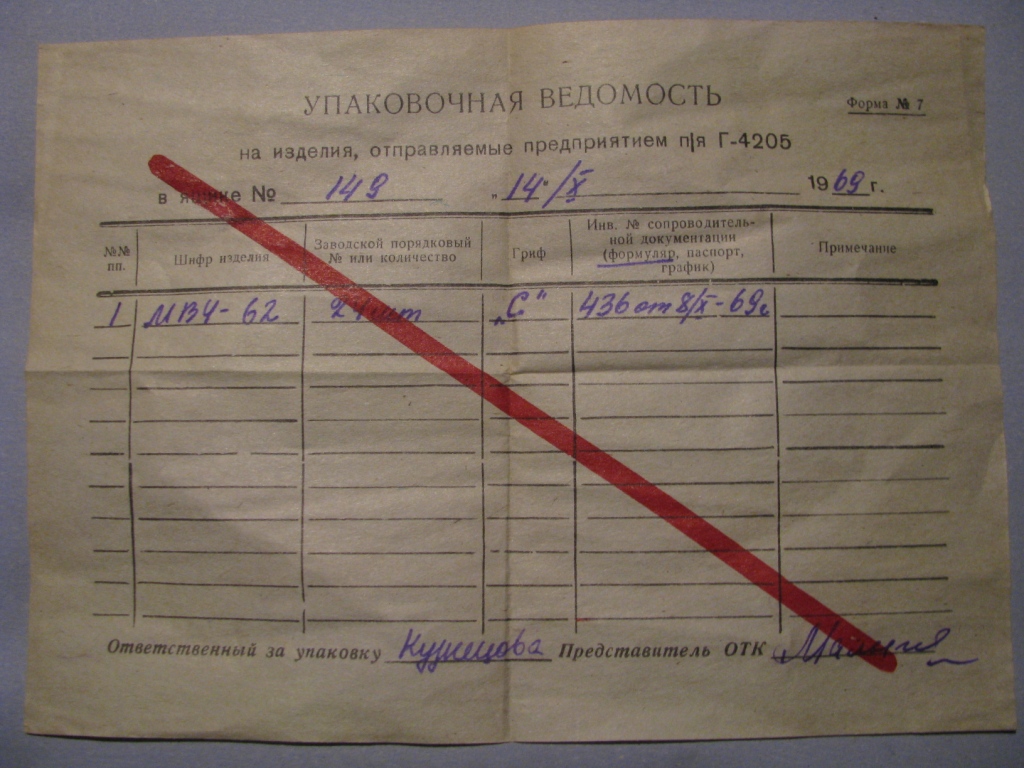 УПАКОВОЧНАЯ ВЕДОМОСТЬ
Форма № 7
на изделия, отправляемые предприятием п/я Г-4205
в ящике № 149 „14"/X 1969 г.
№№ пп. Шифр изделия Заводской порядковый № или количество Гриф Инв. № сопроводительной документации (формуляр, паспорт, график) Примечание
1 МВЧ-62 шт „С" 436 от 8/X-69г
Ответственный за упаковку Кузнецова Представитель ОТК